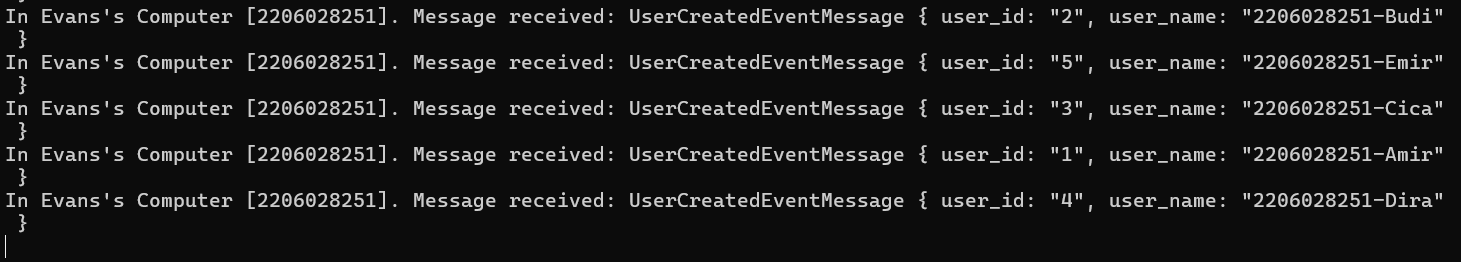 In Evans's Computer [2206028251]. Message received: UserCreatedEventMessage { user_id: "2", user_name: "2206028251-Budi"
 }
In Evans's Computer [2206028251]. Message received: UserCreatedEventMessage { user_id: "5", user_name: "2206028251-Emir"
 }
In Evans's Computer [2206028251]. Message received: UserCreatedEventMessage { user_id: "3", user_name: "2206028251-Cica"
 }
In Evans's Computer [2206028251]. Message received: UserCreatedEventMessage { user_id: "1", user_name: "2206028251-Amir"
 }
In Evans's Computer [2206028251]. Message received: UserCreatedEventMessage { user_id: "4", user_name: "2206028251-Dira"
 }